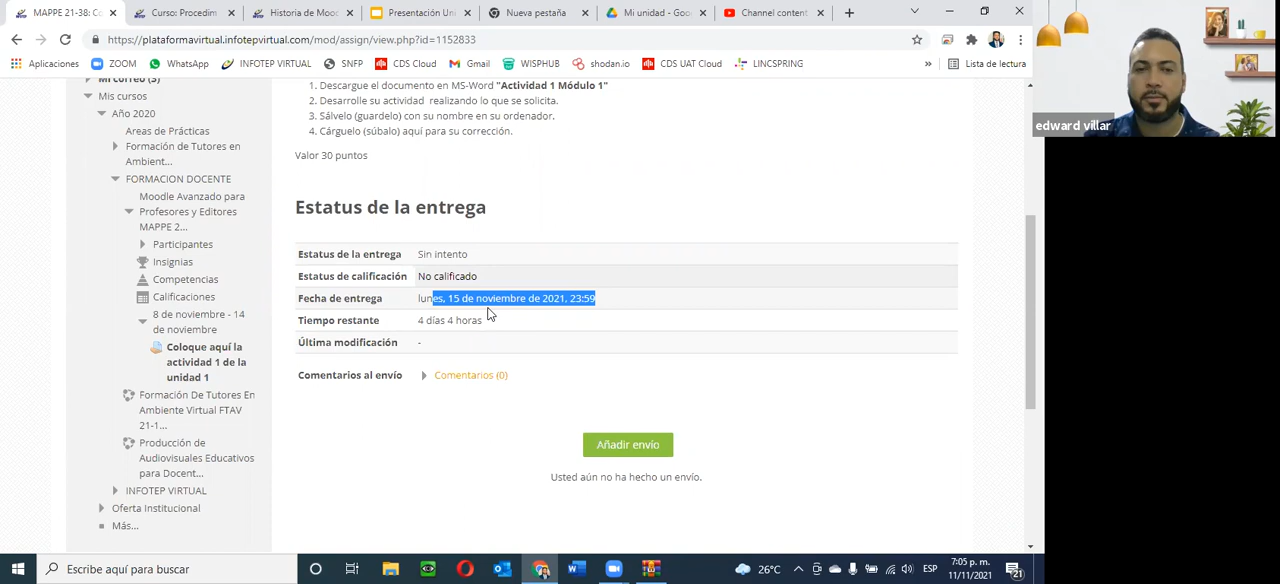 MAPPE 21-38: Co
Curso: Procedim
Historia de Mood
Presentación Uni
Nueva pestaña
Mi unidad - Goo
Channel content
https://plataformavirtual.infotepvirtual.com/mod/assign/view.php?id=1152833
Aplicaciones
ZOOM
WhatsApp
INFOTEP VIRTUAL
SNFP
CDS Cloud
Gmail
WISPHUB
shodan.io
CDS UAT Cloud
LINCSPRING
»
Lista de lectura
Mi correo (3)
Mis cursos
Año 2020
Areas de Prácticas
Formación de Tutores en
Ambient...
FORMACION DOCENTE
Moodle Avanzado para
Profesores y Editores
MAPPE 2...
Participantes
Insignias
Competencias
Calificaciones
8 de noviembre - 14
de noviembre
Coloque aquí la
actividad 1 de la
unidad 1
Formación De Tutores En
Ambiente Virtual FTAV
21-1...
Producción de
Audiovisuales Educativos
para Docent...
INFOTEP VIRTUAL
Oferta Institucional
Más...
1. Descargue el documento en MS-Word "Actividad 1 Módulo 1"
2. Desarrolle su actividad realizando lo que se solicita.
3. Sálvelo (guardelo) con su nombre en su ordenador.
4. Cárguelo (súbalo) aquí para su corrección.
Valor 30 puntos
Estatus de la entrega
Estatus de la entrega Sin intento
Estatus de calificación No calificado
Fecha de entrega lunes, 15 de noviembre de 2021, 23:59
Tiempo restante 4 días 4 horas
Última modificación -
Comentarios al envío Comentarios (0)
Añadir envío
Usted aún no ha hecho un envío.
edward villar
Escribe aquí para buscar
26°C
ESP
7:05 p. m.
11/11/2021
21